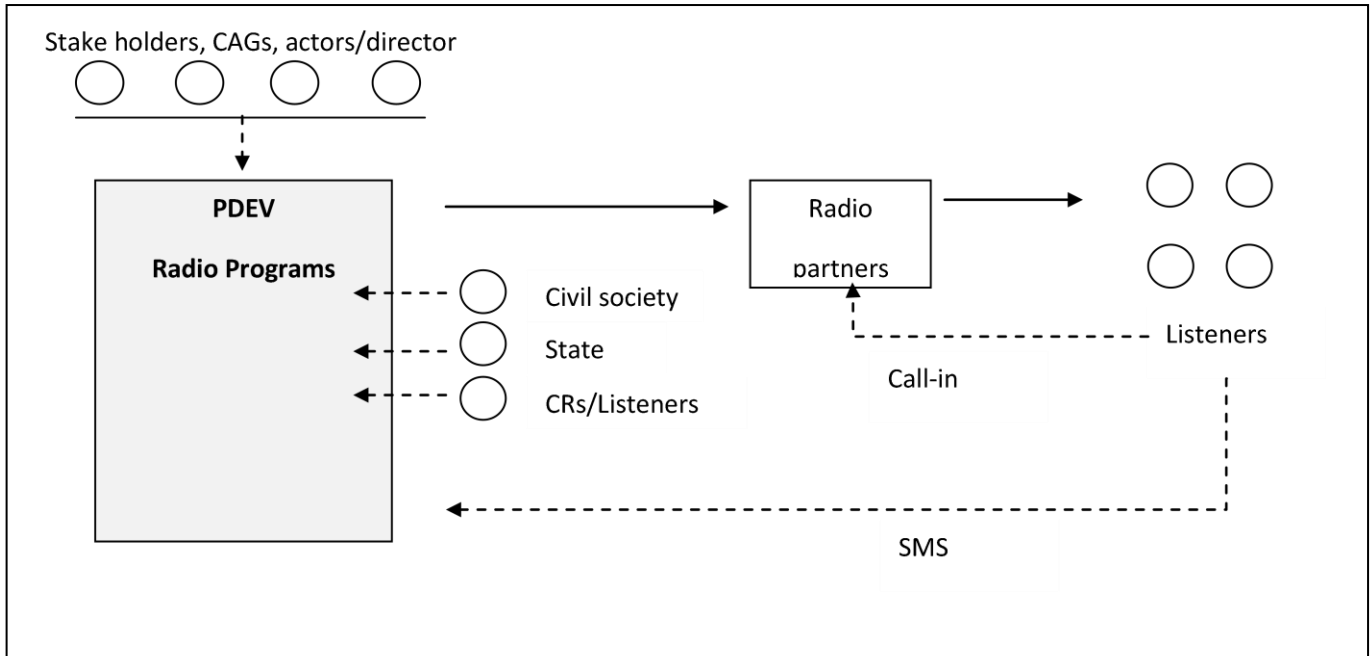 Stake holders, CAGs, actors/director
PDEV
Radio Programs
Radio
partners
Civil society
State
CRs/Listeners
Listeners
Call-in
SMS